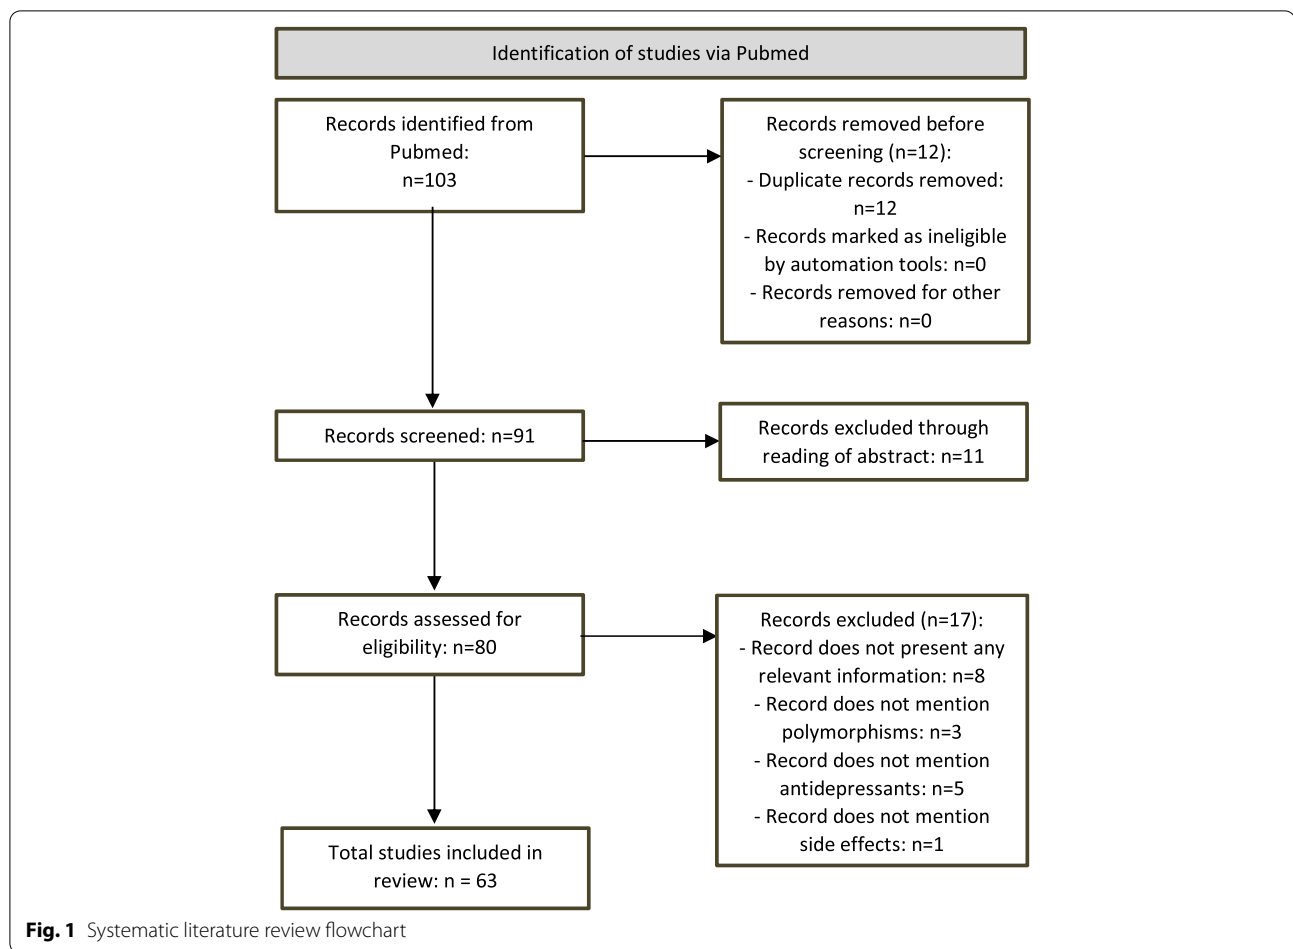 Identification of studies via Pubmed
Records identified from
Pubmed:
n=103
Records removed before
screening (n=12):
- Duplicate records removed:
n=12
- Records marked as ineligible
by automation tools: n=0
- Records removed for other
reasons: n=0
Records screened: n=91
Records excluded through
reading of abstract: n=11
Records assessed for
eligibility: n=80
Records excluded (n=17):
- Record does not present any
relevant information: n=8
- Record does not mention
polymorphisms: n=3
- Record does not mention
antidepressants: n=5
- Record does not mention
side effects: n=1
Total studies included in
review: n = 63
Fig. 1 Systematic literature review flowchart